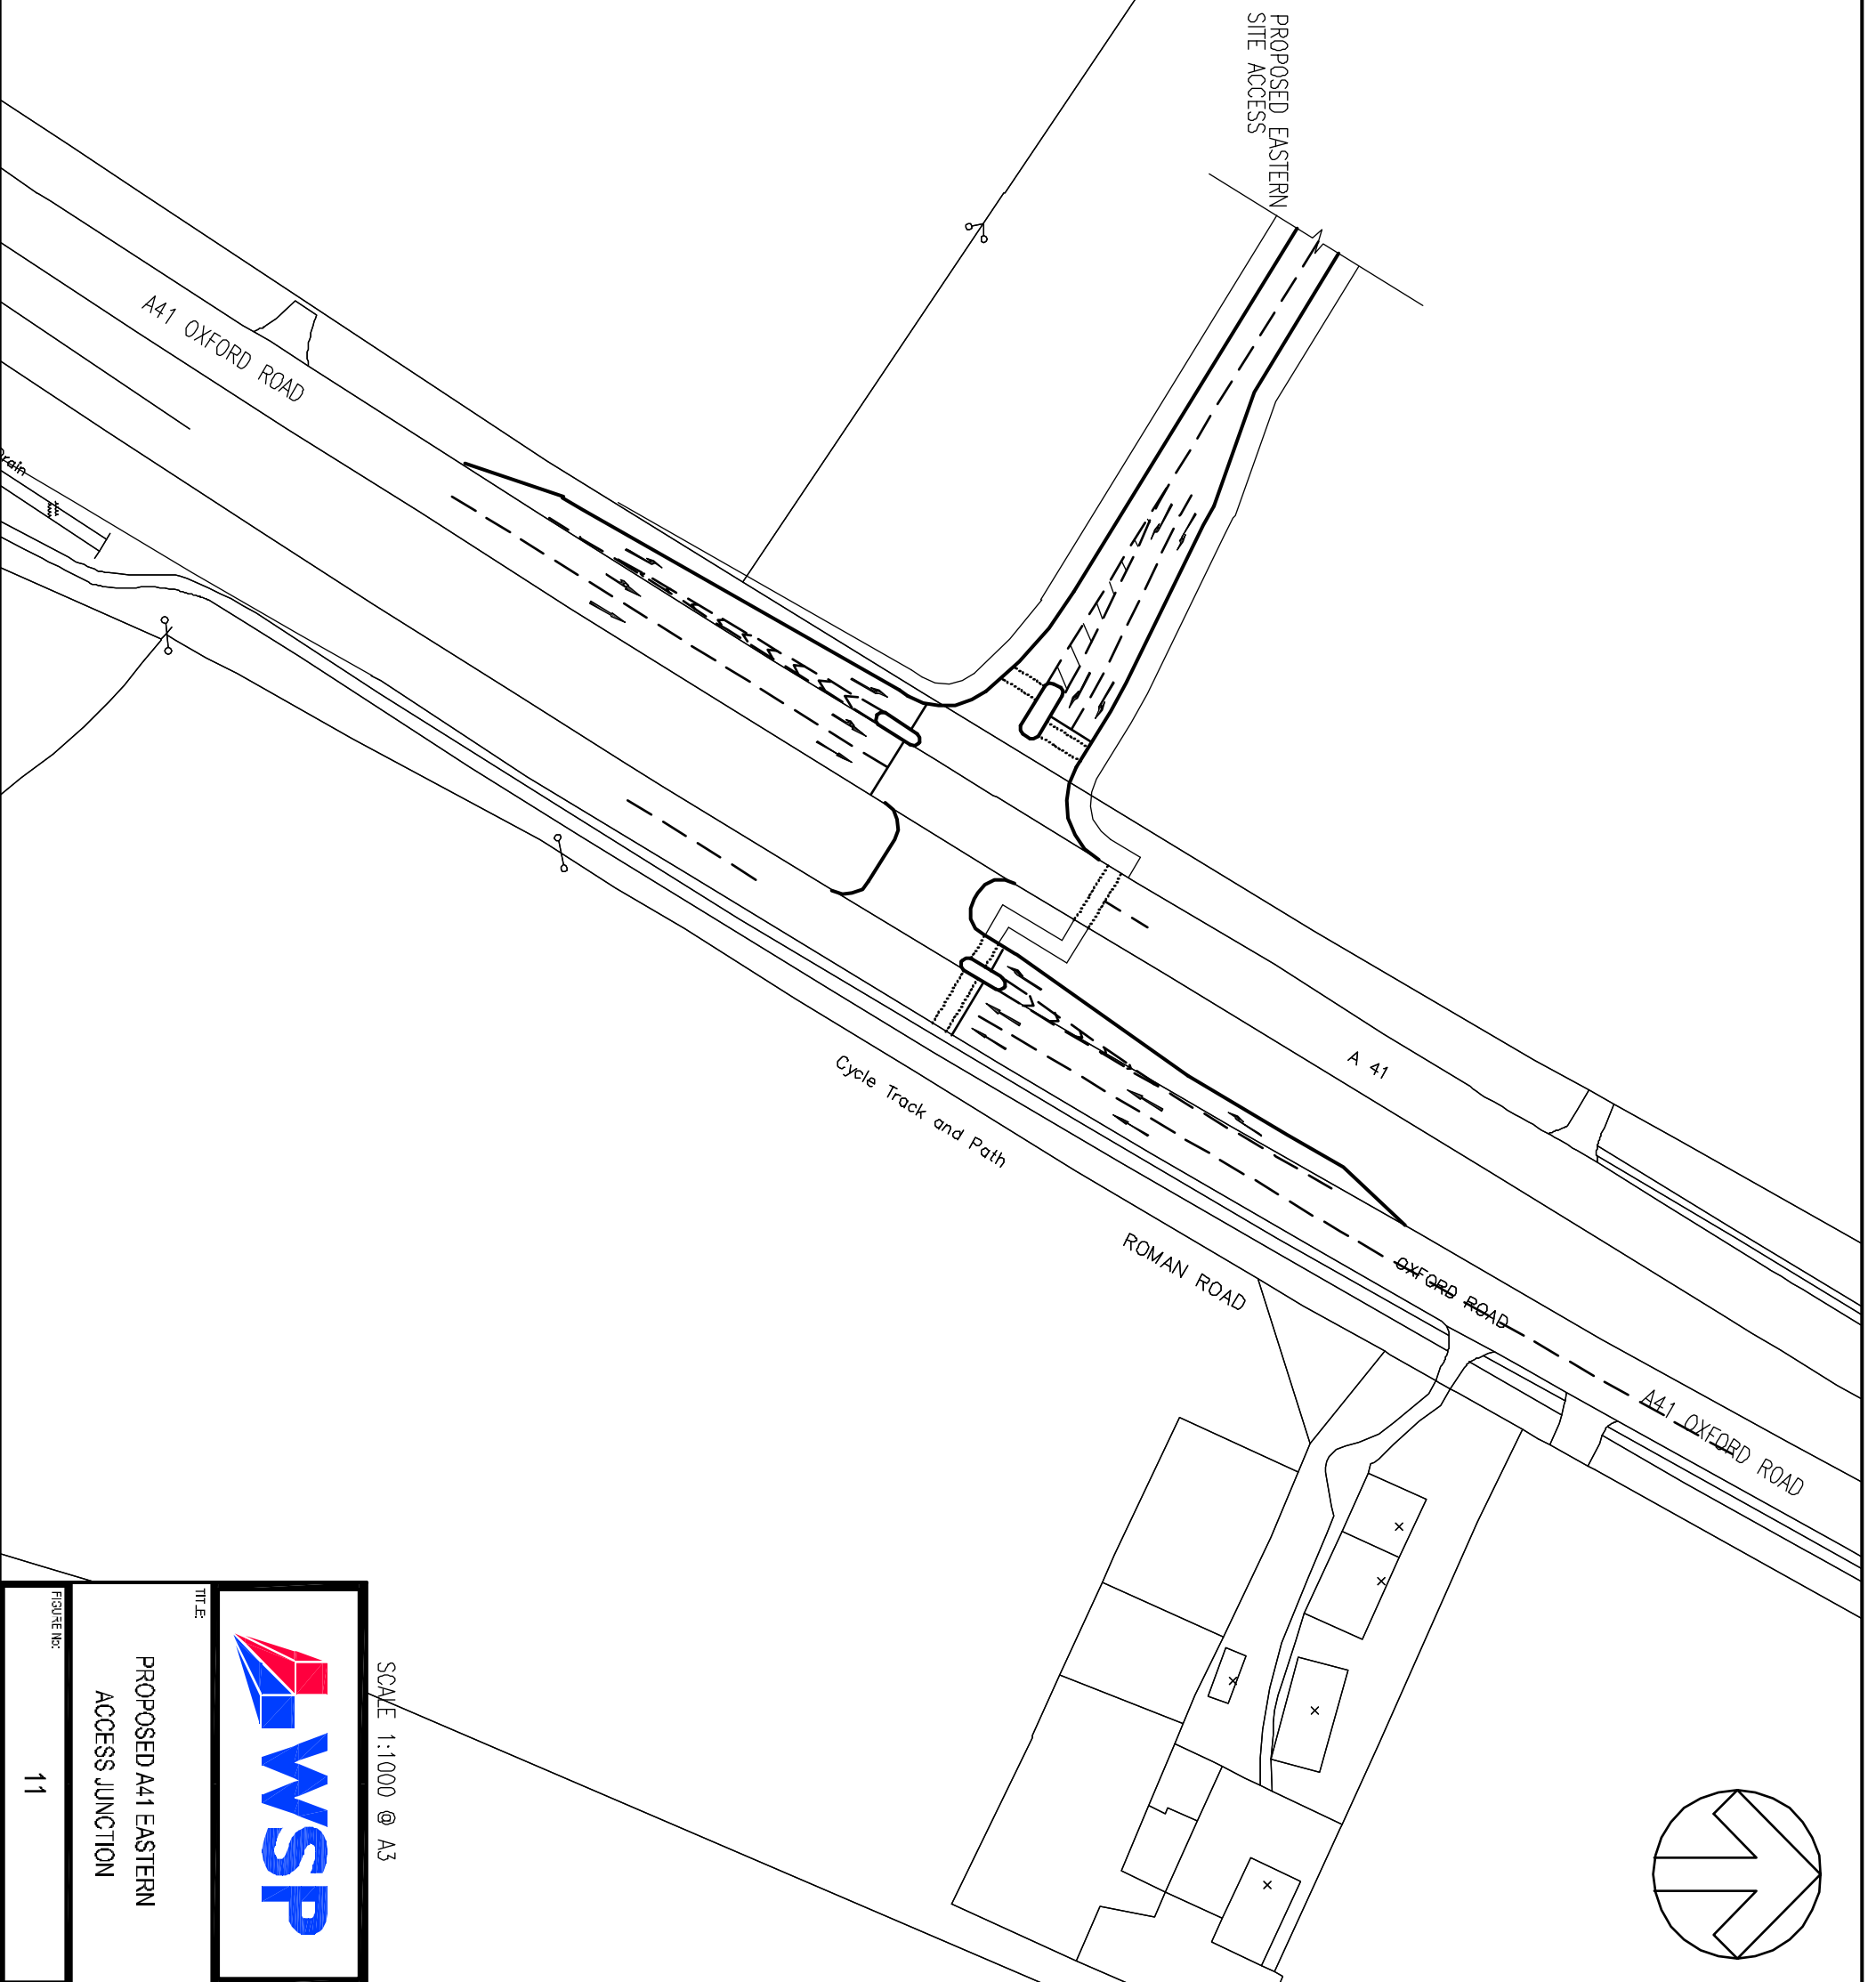 PROPOSED EASTERN
SITE ACCESS
A41 OXFORD ROAD
Drain
A 41
Cycle Track and Path
ROMAN ROAD
OXFORD ROAD
A41 OXFORD ROAD
SCALE 1:1000 @ A3
WSP
TITLE:
PROPOSED A41 EASTERN
ACCESS JUNCTION
FIGURE No:
11